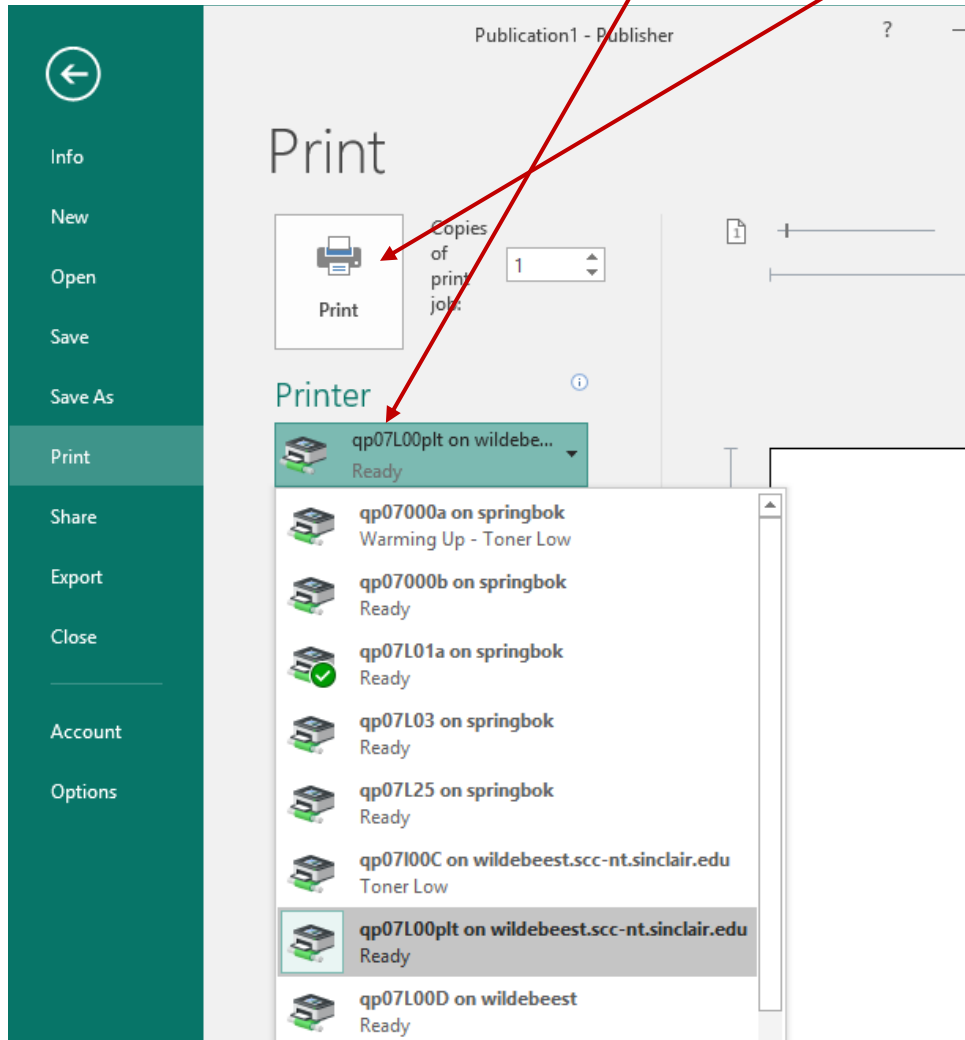 Publication1 - Publisher
?
Info
New
Open
Save
Save As
Print
Share
Export
Close
Account
Options
Print
Print
Copies
of
print
job:
1
1
Printer
qp07L00plt on wildebe...
Ready
qp07000a on springbok
Warming Up - Toner Low
qp07000b on springbok
Ready
qp07L01a on springbok
Ready
qp07L03 on springbok
Ready
qp07L25 on springbok
Ready
qp07l00C on wildebeest.scc-nt.sinclair.edu
Toner Low
qp07L00plt on wildebeest.scc-nt.sinclair.edu
Ready
qp07L00D on wildebeest
Ready